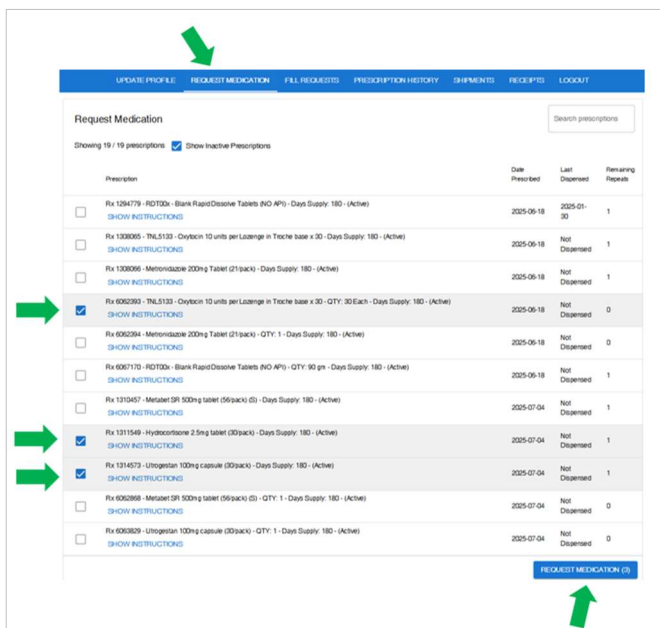 UPDATE PROFILE REQUEST MEDICATION FILL REQUESTS PRESCRIPTION HISTORY SHIPMENTS RECEIPTS LOGOUT
Request Medication
Search prescriptions
Showing 19 / 19 prescriptions Show Inactive Prescriptions
Prescription Date Prescribed Last Dispensed Remaining Repeats
Rx 1294779 - RDT00x - Blank Rapid Dissolve Tablets (NO API) - Days Supply: 180 - (Active) 2025-06-18 2025-01-30 1
SHOW INSTRUCTIONS
Rx 1308065 - TNL5133 - Oxytocin 10 units per Lozenge in Troche base x 30 - Days Supply: 180 - (Active) 2025-06-18 Not Dispensed 1
SHOW INSTRUCTIONS
Rx 1308066 - Metronidazole 200mg Tablet (21/pack) - Days Supply: 180 - (Active) 2025-06-18 Not Dispensed 1
SHOW INSTRUCTIONS
Rx 6062393 - TNL5133 - Oxytocin 10 units per Lozenge in Troche base x 30 - QTY: 30 Each - Days Supply: 180 - (Active) 2025-06-18 Not Dispensed 0
SHOW INSTRUCTIONS
Rx 6062394 - Metronidazole 200mg Tablet (21/pack) - QTY: 1 - Days Supply: 180 - (Active) 2025-06-18 Not Dispensed 0
SHOW INSTRUCTIONS
Rx 6067170 - RDT00x - Blank Rapid Dissolve Tablets (NO API) - QTY: 90 gm - Days Supply: 180 - (Active) 2025-06-18 Not Dispensed 1
SHOW INSTRUCTIONS
Rx 1310457 - Metabet SR 500mg tablet (56/pack) (S) - Days Supply: 180 - (Active) 2025-07-04 Not Dispensed 1
SHOW INSTRUCTIONS
Rx 1311549 - Hydrocortisone 2.5mg tablet (30/pack) - Days Supply: 180 - (Active) 2025-07-04 Not Dispensed 1
SHOW INSTRUCTIONS
Rx 1314573 - Utrogestan 100mg capsule (30/pack) - Days Supply: 180 - (Active) 2025-07-04 Not Dispensed 1
SHOW INSTRUCTIONS
Rx 6062868 - Metabet SR 500mg tablet (56/pack) (S) - QTY: 1 - Days Supply: 180 - (Active) 2025-07-04 Not Dispensed 0
SHOW INSTRUCTIONS
Rx 6063829 - Utrogestan 100mg capsule (30/pack) - QTY: 1 - Days Supply: 180 - (Active) 2025-07-04 Not Dispensed 0
SHOW INSTRUCTIONS
REQUEST MEDICATION (3)